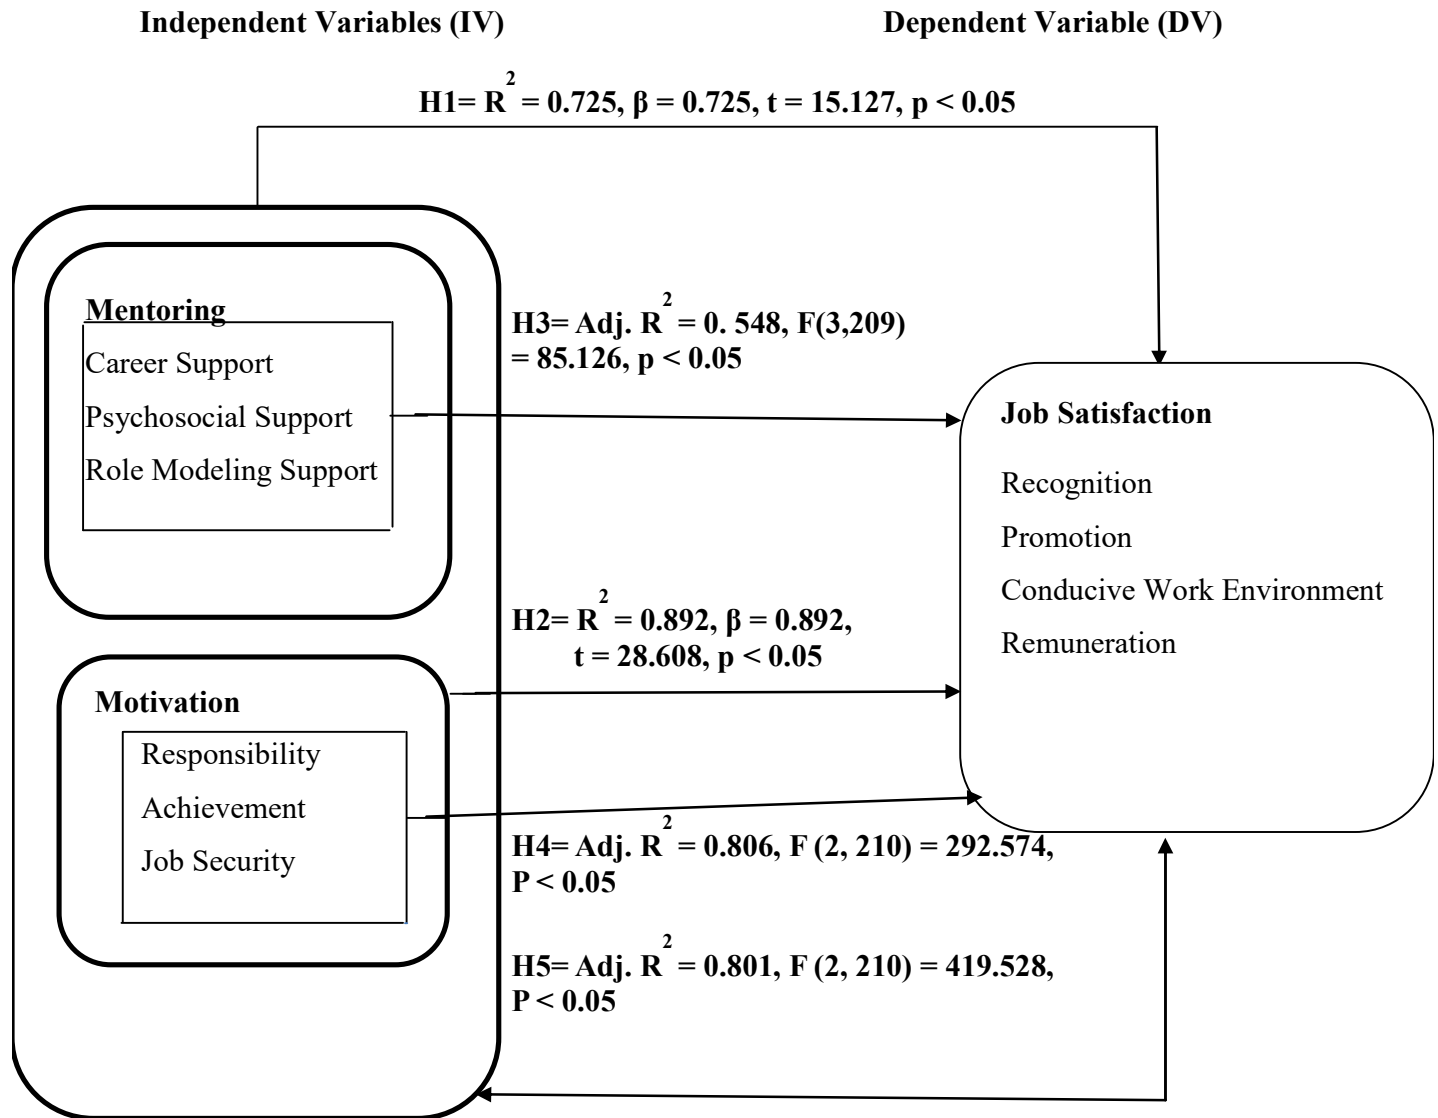 Independent Variables (IV)
Dependent Variable (DV)
H1= R² = 0.725, β = 0.725, t = 15.127, p < 0.05
Mentoring
Career Support
Psychosocial Support
Role Modeling Support
H3= Adj. R² = 0. 548, F(3,209)
= 85.126, p < 0.05
Job Satisfaction
Recognition
Promotion
Conducive Work Environment
Remuneration
H2= R² = 0.892, β = 0.892,
t = 28.608, p < 0.05
Motivation
Responsibility
Achievement
Job Security
H4= Adj. R² = 0.806, F (2, 210) = 292.574,
P < 0.05
H5= Adj. R² = 0.801, F (2, 210) = 419.528,
P < 0.05